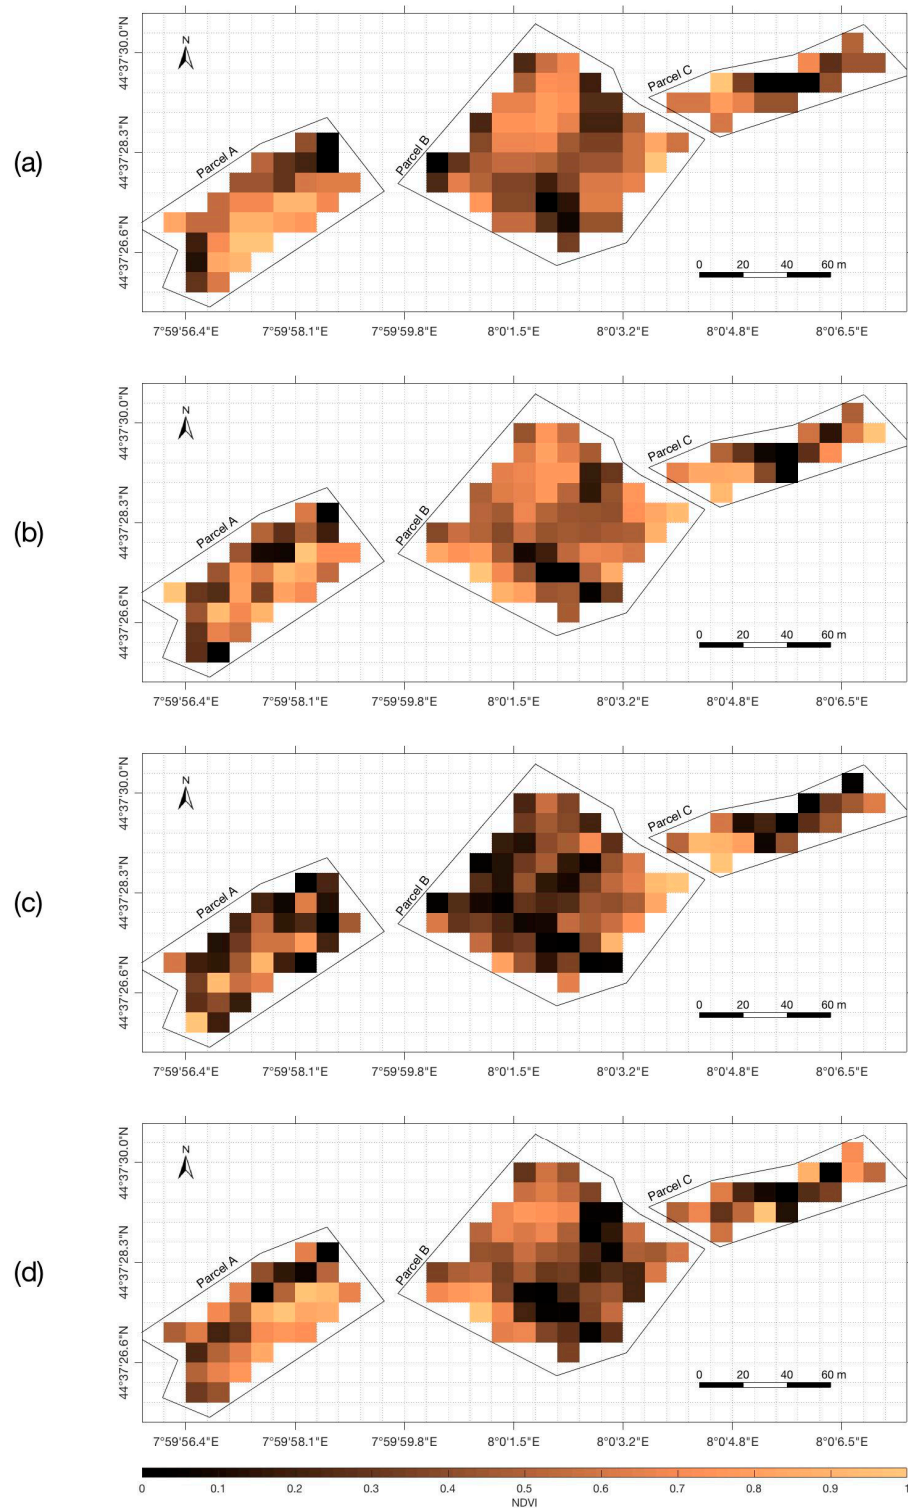 (a)
N
44°37'30.0"N
44°37'28.3"N
44°37'26.6"N
Parcel A
Parcel B
Parcel C
0 20 40 60 m
7°59'56.4"E 7°59'58.1"E 7°59'59.8"E 8°0'1.5"E 8°0'3.2"E 8°0'4.8"E 8°0'6.5"E
(b)
N
44°37'30.0"N
44°37'28.3"N
44°37'26.6"N
Parcel A
Parcel B
Parcel C
0 20 40 60 m
7°59'56.4"E 7°59'58.1"E 7°59'59.8"E 8°0'1.5"E 8°0'3.2"E 8°0'4.8"E 8°0'6.5"E
(c)
N
44°37'30.0"N
44°37'28.3"N
44°37'26.6"N
Parcel A
Parcel B
Parcel C
0 20 40 60 m
7°59'56.4"E 7°59'58.1"E 7°59'59.8"E 8°0'1.5"E 8°0'3.2"E 8°0'4.8"E 8°0'6.5"E
(d)
N
44°37'30.0"N
44°37'28.3"N
44°37'26.6"N
Parcel A
Parcel B
Parcel C
0 20 40 60 m
7°59'56.4"E 7°59'58.1"E 7°59'59.8"E 8°0'1.5"E 8°0'3.2"E 8°0'4.8"E 8°0'6.5"E
0 0.1 0.2 0.3 0.4 0.5 0.6 0.7 0.8 0.9 1
NDVI